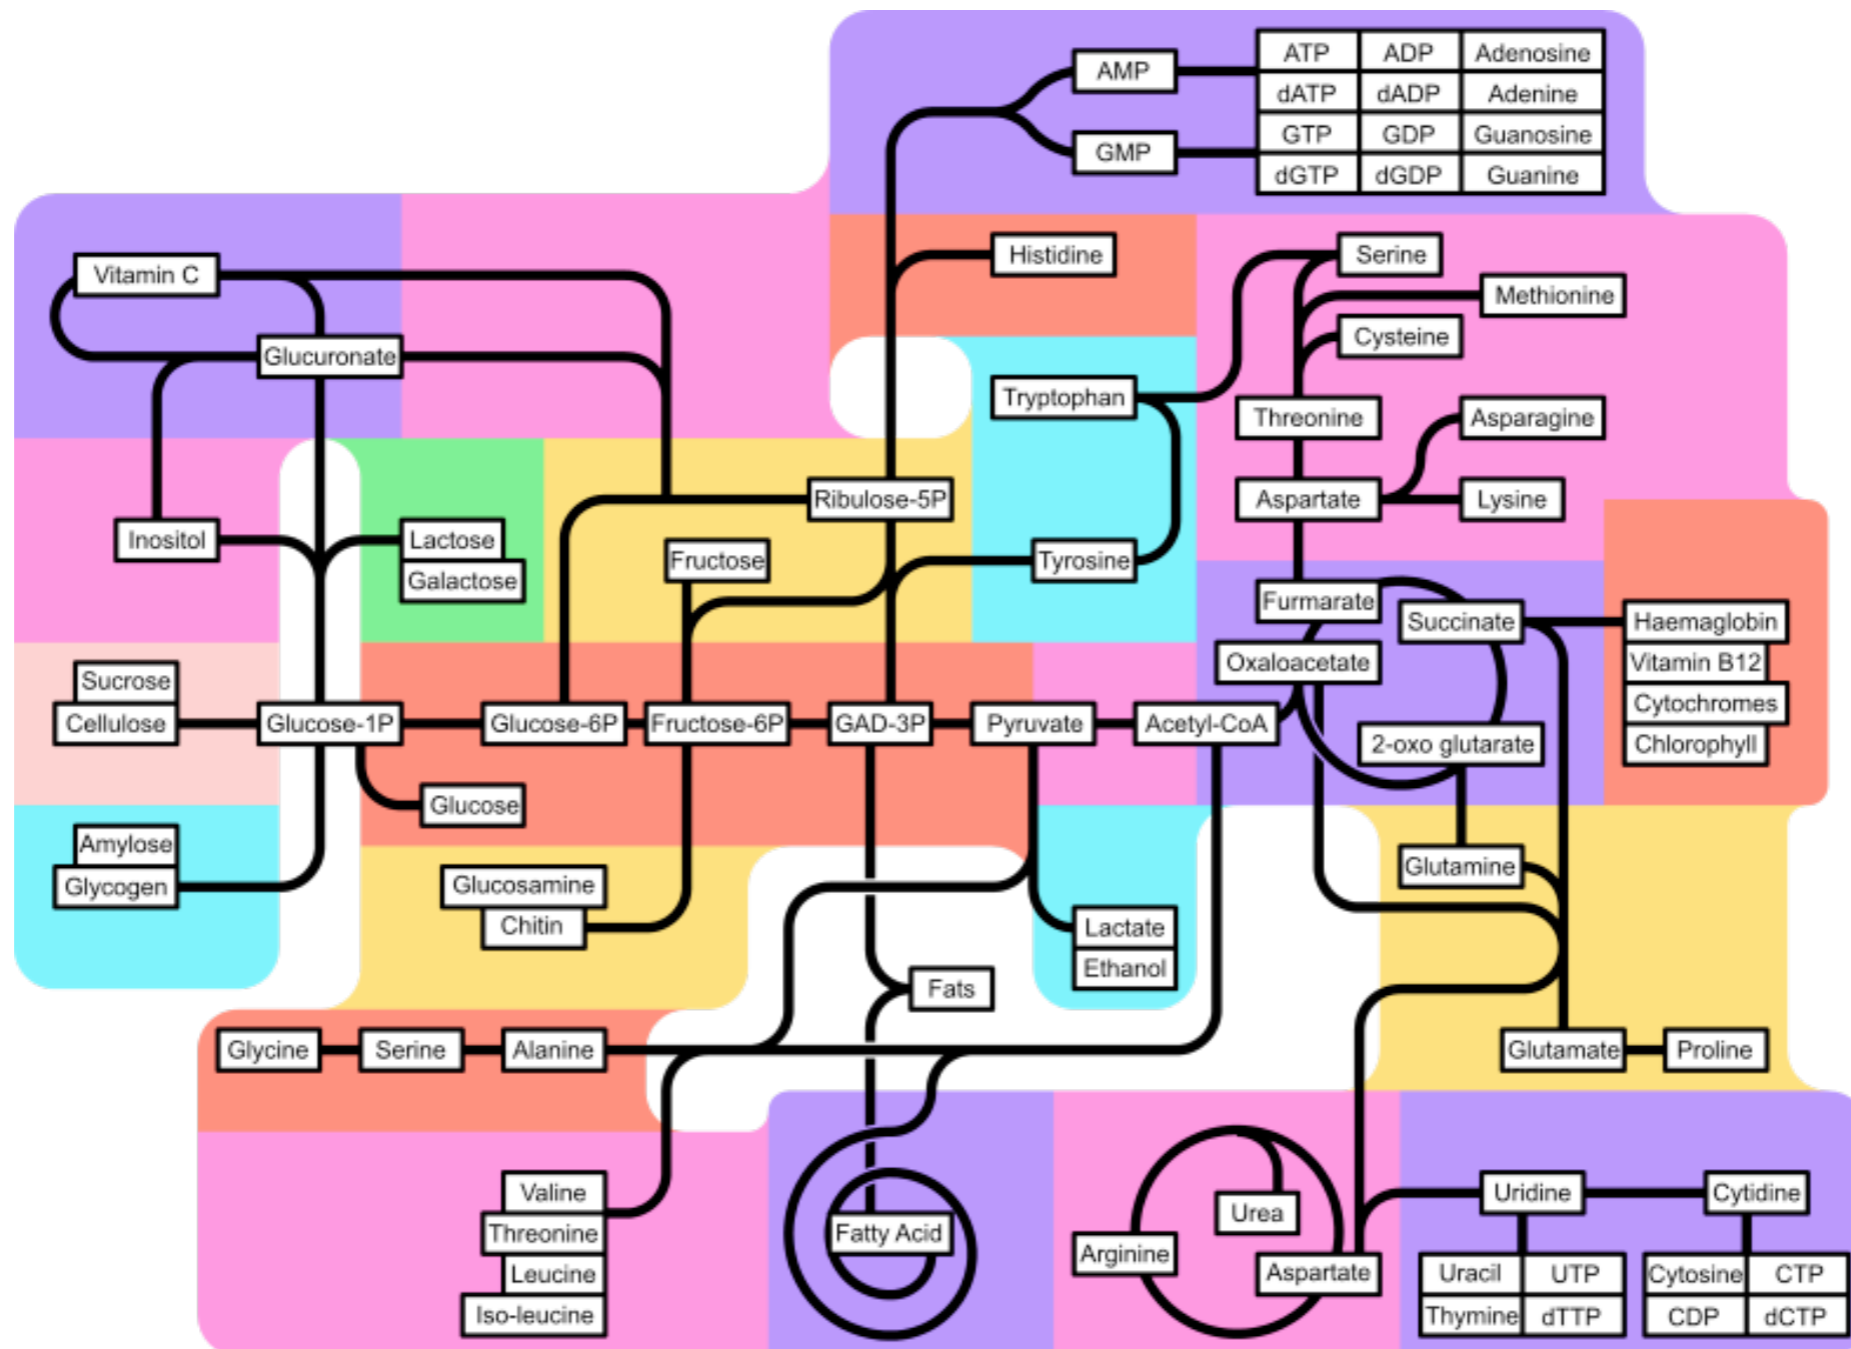 ATP ADP Adenosine
AMP
dATP dADP Adenine
GTP GDP Guanosine
GMP
dGTP dGDP Guanine
Histidine
Serine
Vitamin C
Methionine
Cysteine
Glucuronate
Tryptophan
Threonine
Asparagine
Ribulose-5P
Aspartate
Lysine
Inositol
Lactose
Galactose
Fructose
Tyrosine
Furmarate
Succinate
Haemaglobin
Oxaloacetate
Vitamin B12
Sucrose
Cytochromes
Cellulose
Glucose-1P
Glucose-6P
Fructose-6P
GAD-3P
Pyruvate
Acetyl-CoA
2-oxo glutarate
Chlorophyll
Glucose
Amylose
Glycogen
Glucosamine
Chitin
Glutamine
Lactate
Ethanol
Fats
Glycine
Serine
Alanine
Glutamate
Proline
Valine
Threonine
Leucine
Iso-leucine
Fatty Acid
Urea
Arginine
Aspartate
Uridine
Cytidine
Uracil UTP
Thymine dTTP
Cytosine CTP
CDP dCTP